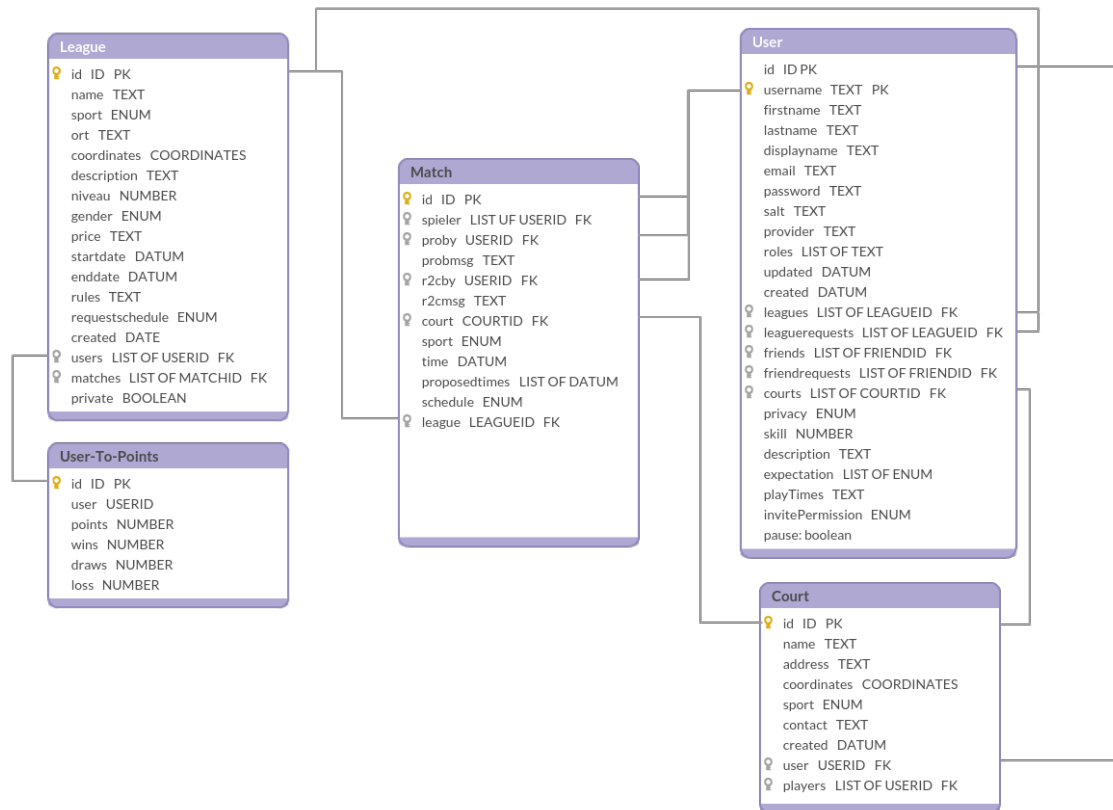 League
id ID PK
name TEXT
sport ENUM
ort TEXT
coordinates COORDINATES
description TEXT
niveau NUMBER
gender ENUM
price TEXT
startdate DATUM
enddate DATUM
rules TEXT
requestschedule ENUM
created DATE
users LIST OF USERID FK
matches LIST OF MATCHID FK
private BOOLEAN
User-To-Points
id ID PK
user USERID
points NUMBER
wins NUMBER
draws NUMBER
loss NUMBER
Match
id ID PK
spieler LIST UF USERID FK
proby USERID FK
probmsg TEXT
r2cby USERID FK
r2cmsg TEXT
court COURTID FK
sport ENUM
time DATUM
proposedtimes LIST OF DATUM
schedule ENUM
league LEAGUEID FK
User
id ID PK
username TEXT PK
firstname TEXT
lastname TEXT
displayname TEXT
email TEXT
password TEXT
salt TEXT
provider TEXT
roles LIST OF TEXT
updated DATUM
created DATUM
leagues LIST OF LEAGUEID FK
leaguerequests LIST OF LEAGUEID FK
friends LIST OF FRIENDID FK
friendrequests LIST OF FRIENDID FK
courts LIST OF COURTID FK
privacy ENUM
skill NUMBER
description TEXT
expectation LIST OF ENUM
playTimes TEXT
invitePermission ENUM
pause: boolean
Court
id ID PK
name TEXT
address TEXT
coordinates COORDINATES
sport ENUM
contact TEXT
created DATUM
user USERID FK
players LIST OF USERID FK